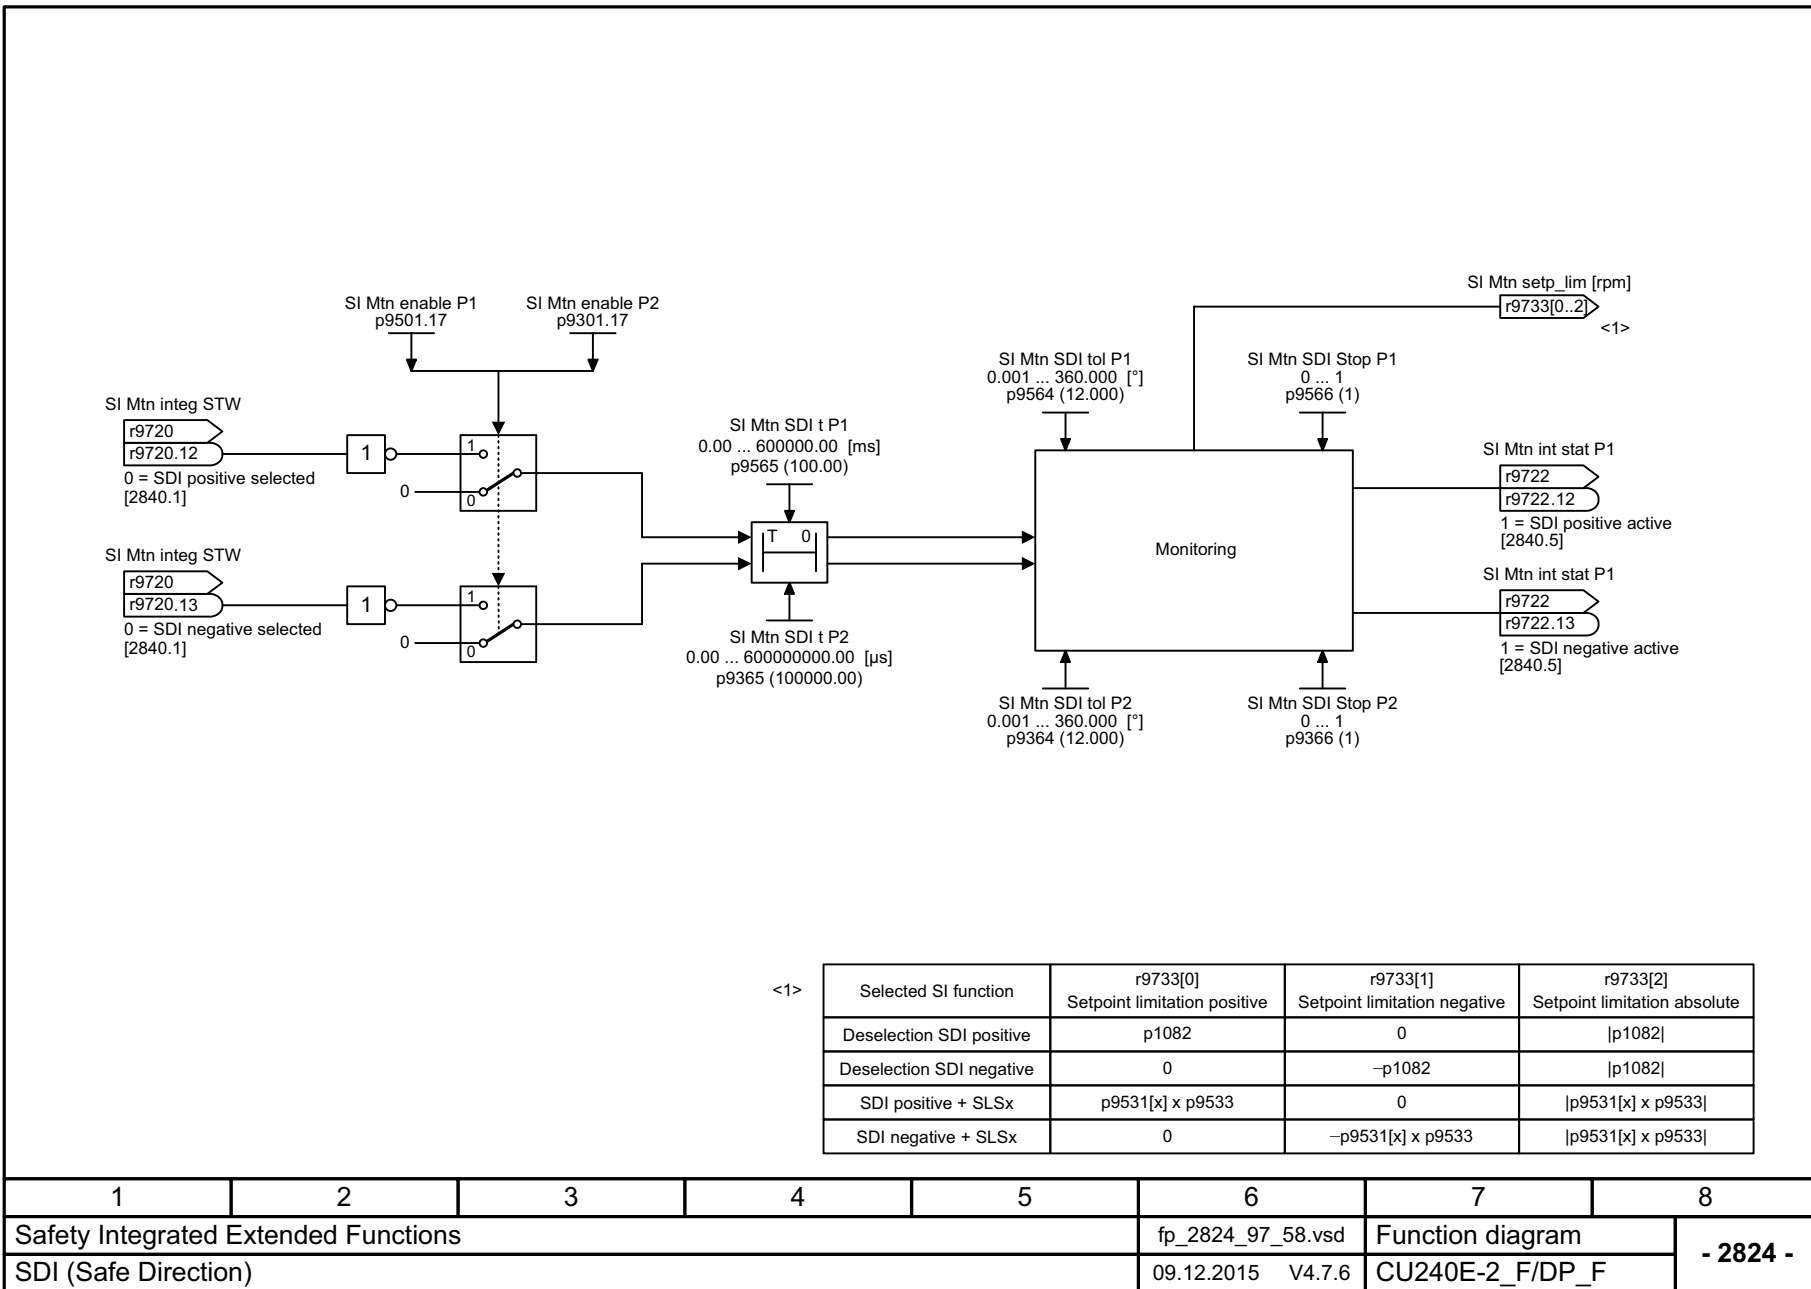 SI Mtn setp_lim [rpm]
r9733[0..2]
<1>
SI Mtn enable P1
p9501.17
SI Mtn enable P2
p9301.17
SI Mtn SDI tol P1
0.001 ... 360.000 [°]
p9564 (12.000)
SI Mtn SDI Stop P1
0 ... 1
p9566 (1)
SI Mtn integ STW
r9720
r9720.12
0 = SDI positive selected
[2840.1]
1
1
0
0
SI Mtn SDI t P1
0.00 ... 600000.00 [ms]
p9565 (100.00)
SI Mtn int stat P1
r9722
r9722.12
1 = SDI positive active
[2840.5]
T 0
Monitoring
SI Mtn integ STW
r9720
r9720.13
0 = SDI negative selected
[2840.1]
1
1
0
0
SI Mtn int stat P1
r9722
r9722.13
1 = SDI negative active
[2840.5]
SI Mtn SDI t P2
0.00 ... 600000000.00 [µs]
p9365 (100000.00)
SI Mtn SDI tol P2
0.001 ... 360.000 [°]
p9364 (12.000)
SI Mtn SDI Stop P2
0 ... 1
p9366 (1)
<1>
Selected SI function
r9733[0]
Setpoint limitation positive
r9733[1]
Setpoint limitation negative
r9733[2]
Setpoint limitation absolute
Deselection SDI positive p1082 0 |p1082|
Deselection SDI negative 0 –p1082 |p1082|
SDI positive + SLSx p9531[x] x p9533 0 |p9531[x] x p9533|
SDI negative + SLSx 0 –p9531[x] x p9533 |p9531[x] x p9533|
1 2 3 4 5 6 7 8
Safety Integrated Extended Functions fp_2824_97_58.vsd Function diagram
- 2824 -
SDI (Safe Direction) 09.12.2015 V4.7.6 CU240E-2_F/DP_F